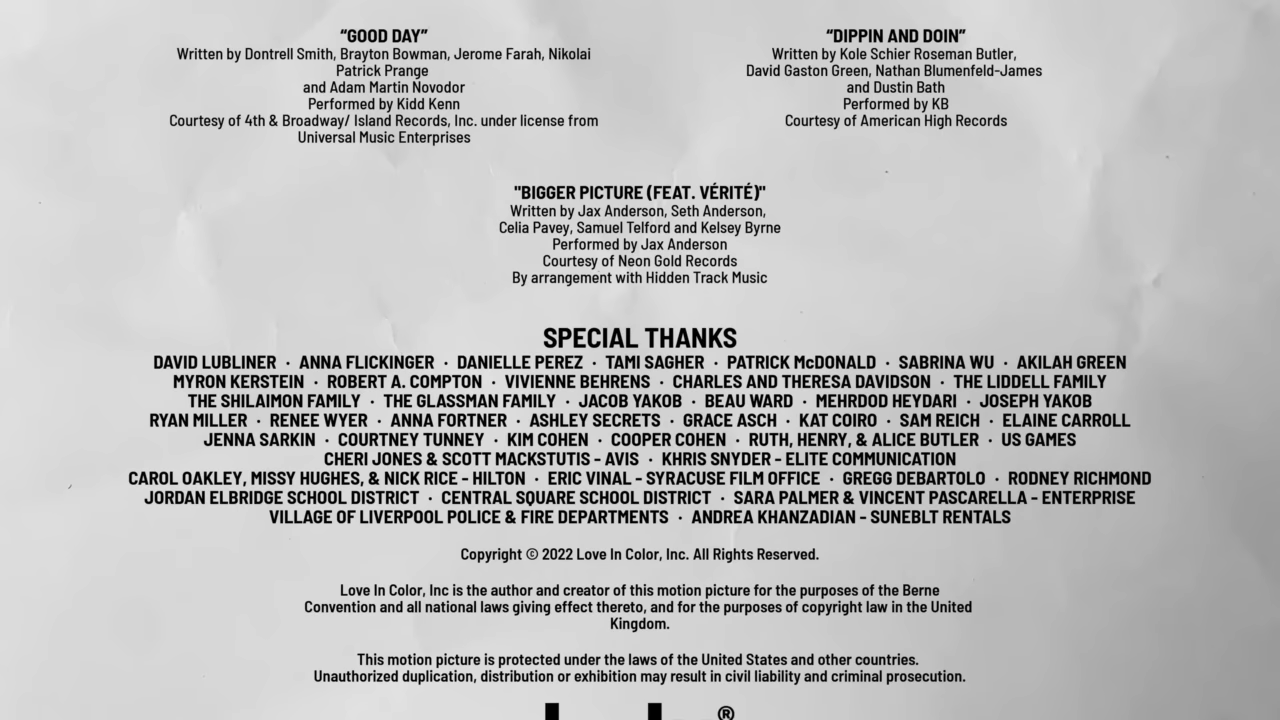 “GOOD DAY”
Written by Dontrell Smith, Brayton Bowman, Jerome Farah, Nikolai
Patrick Prange
and Adam Martin Novodor
Performed by Kidd Kenn
Courtesy of 4th & Broadway/ Island Records, Inc. under license from
Universal Music Enterprises
“DIPPIN AND DOIN”
Written by Kole Schier Roseman Butler,
David Gaston Green, Nathan Blumenfeld-James
and Dustin Bath
Performed by KB
Courtesy of American High Records
"BIGGER PICTURE (FEAT. VÉRITÉ)"
Written by Jax Anderson, Seth Anderson,
Celia Pavey, Samuel Telford and Kelsey Byrne
Performed by Jax Anderson
Courtesy of Neon Gold Records
By arrangement with Hidden Track Music
SPECIAL THANKS
DAVID LUBLINER · ANNA FLICKINGER · DANIELLE PEREZ · TAMI SAGHER · PATRICK McDONALD · SABRINA WU · AKILAH GREEN
MYRON KERSTEIN · ROBERT A. COMPTON · VIVIENNE BEHRENS · CHARLES AND THERESA DAVIDSON · THE LIDDELL FAMILY
THE SHILAIMON FAMILY · THE GLASSMAN FAMILY · JACOB YAKOB · BEAU WARD · MEHRDOD HEYDARI · JOSEPH YAKOB
RYAN MILLER · RENEE WYER · ANNA FORTNER · ASHLEY SECRETS · GRACE ASCH · KAT COIRO · SAM REICH · ELAINE CARROLL
JENNA SARKIN · COURTNEY TUNNEY · KIM COHEN · COOPER COHEN · RUTH, HENRY, & ALICE BUTLER · US GAMES
CHERI JONES & SCOTT MACKSTUTIS - AVIS · KHRIS SNYDER - ELITE COMMUNICATION
CAROL OAKLEY, MISSY HUGHES, & NICK RICE - HILTON · ERIC VINAL - SYRACUSE FILM OFFICE · GREGG DEBARTOLO · RODNEY RICHMOND
JORDAN ELBRIDGE SCHOOL DISTRICT · CENTRAL SQUARE SCHOOL DISTRICT · SARA PALMER & VINCENT PASCARELLA - ENTERPRISE
VILLAGE OF LIVERPOOL POLICE & FIRE DEPARTMENTS · ANDREA KHANZADIAN - SUNEBLT RENTALS
Copyright © 2022 Love In Color, Inc. All Rights Reserved.
Love In Color, Inc is the author and creator of this motion picture for the purposes of the Berne
Convention and all national laws giving effect thereto, and for the purposes of copyright law in the United
Kingdom.
This motion picture is protected under the laws of the United States and other countries.
Unauthorized duplication, distribution or exhibition may result in civil liability and criminal prosecution.